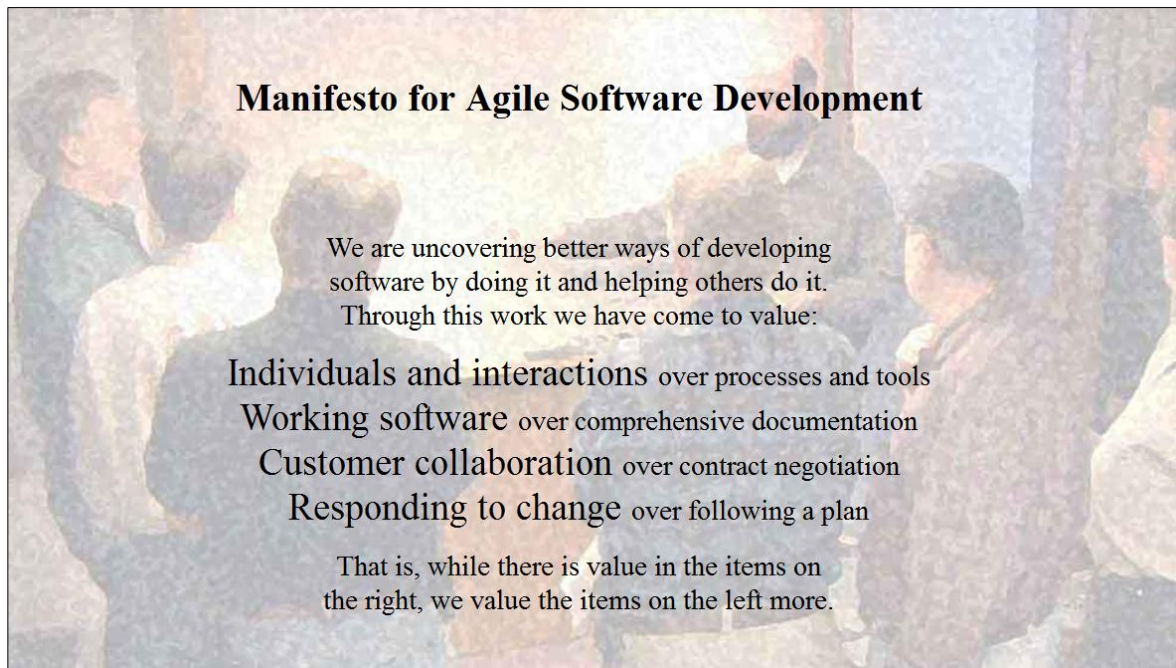 Manifesto for Agile Software Development
We are uncovering better ways of developing
software by doing it and helping others do it.
Through this work we have come to value:
Individuals and interactions over processes and tools
Working software over comprehensive documentation
Customer collaboration over contract negotiation
Responding to change over following a plan
That is, while there is value in the items on
the right, we value the items on the left more.